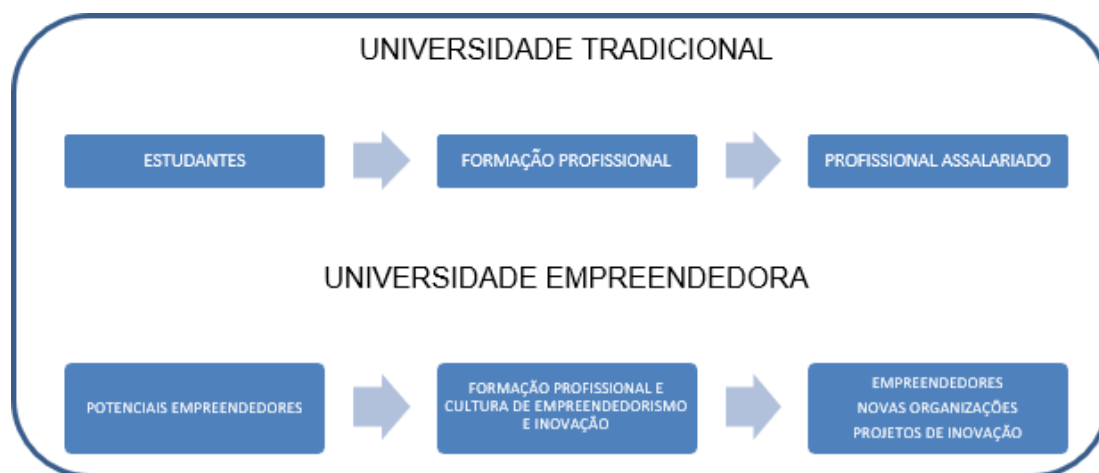 UNIVERSIDADE TRADICIONAL
ESTUDANTES
FORMAÇÃO PROFISSIONAL
PROFISSIONAL ASSALARIADO
UNIVERSIDADE EMPREENDEDORA
POTENCIAIS EMPREENDEDORES
FORMAÇÃO PROFISSIONAL E
CULTURA DE EMPREENDEDORISMO
E INOVAÇÃO
EMPREENDEDORES
NOVAS ORGANIZAÇÕES
PROJETOS DE INOVAÇÃO